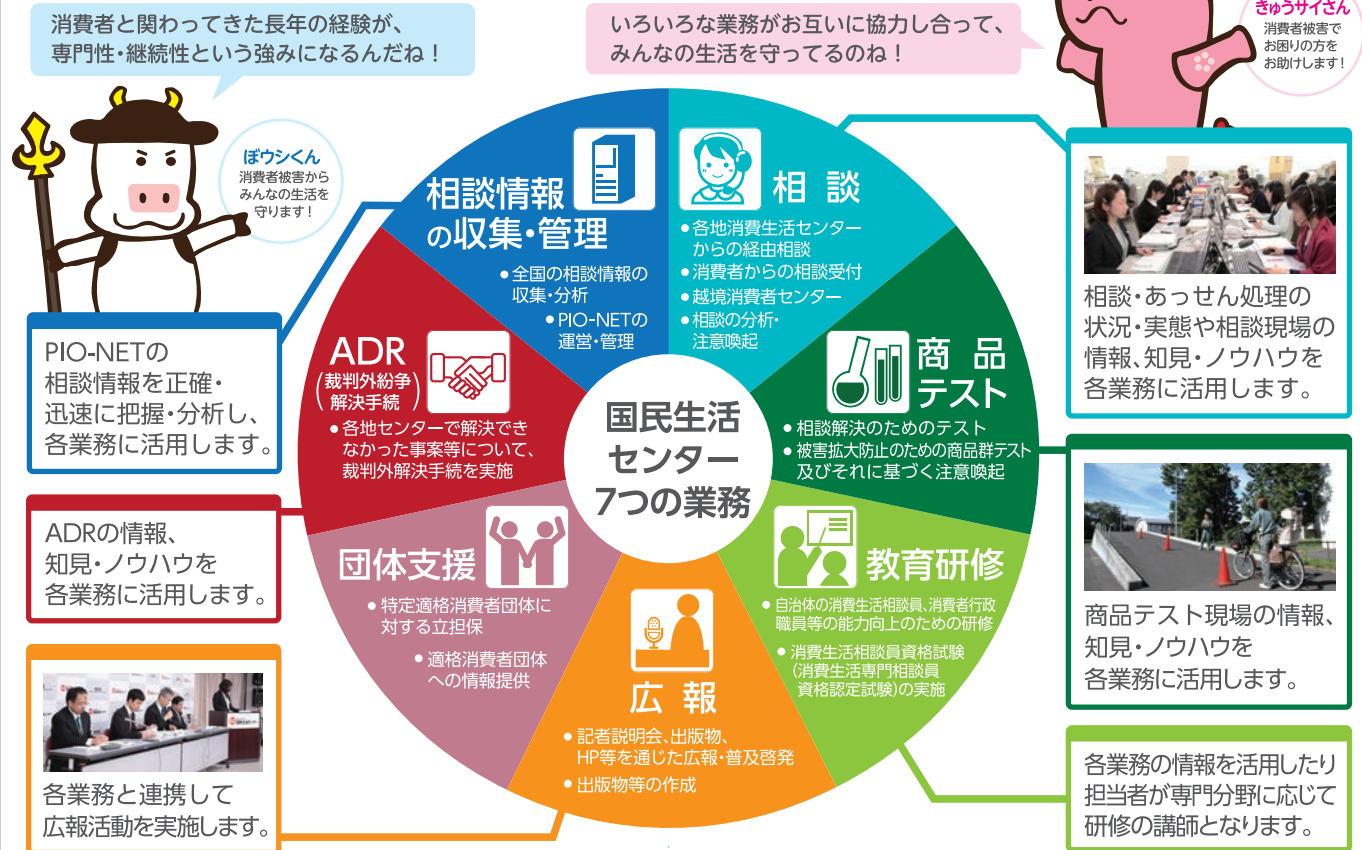 消費者と関わってきた長年の経験が、
専門性・継続性という強みになるんだね！
いろいろな業務がお互いに協力し合って、
みんなの生活を守ってるのね！
きゅうサイさん
消費者被害で
お困りの方を
お助けします！
ぼウシくん
消費者被害から
みんなの生活を
守ります！
国民生活
センター
7つの業務
相談
●各地消費生活センター
からの経由相談
●消費者からの相談受付
●越境消費者センター
●相談の分析・
注意喚起
相談・あっせん処理の
状況・実態や相談現場の
情報、知見・ノウハウを
各業務に活用します。
商品
テスト
●相談解決のためのテスト
●被害拡大防止のための商品群テスト
及びそれに基づく注意喚起
商品テスト現場の情報、
知見・ノウハウを
各業務に活用します。
教育研修
●自治体の消費生活相談員、消費者行政
職員等の能力向上のための研修
●消費生活相談員資格試験
（消費生活専門相談員
資格認定試験）の実施
各業務の情報を活用したり
担当者が専門分野に応じて
研修の講師となります。
広報
●記者説明会、出版物、
HP等を通じた広報・普及啓発
●出版物等の作成
各業務と連携して
広報活動を実施します。
団体支援
●特定適格消費者団体に
対する立担保
●適格消費者団体
への情報提供
ADR
（裁判外紛争
解決手続）
●各地センターで解決でき
なかった事案等について、
裁判外解決手続を実施
ADRの情報、
知見・ノウハウを
各業務に活用します。
相談情報
の収集・管理
●全国の相談情報の
収集・分析
●PIO-NETの
運営・管理
PIO-NETの
相談情報を正確・
迅速に把握・分析し、
各業務に活用します。